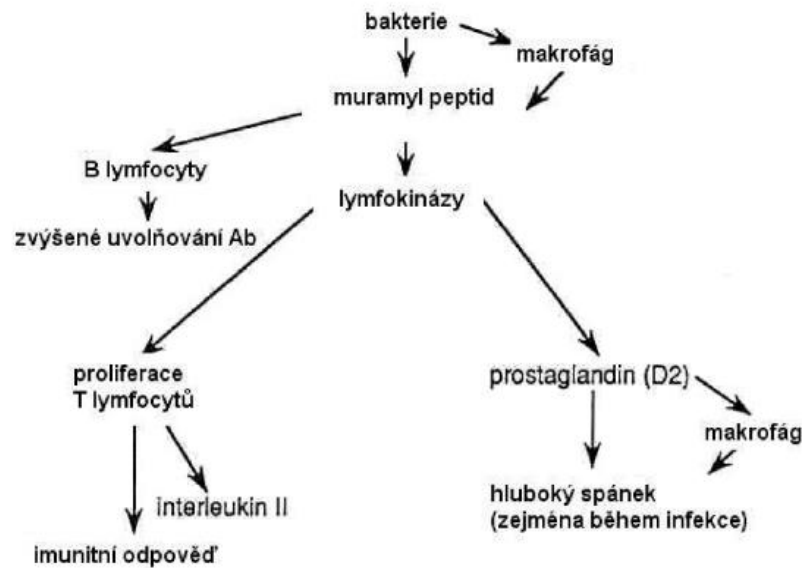 bakterie
makrofág
muramyl peptid
B lymfocyty
lymfokinázy
zvýšené uvolňování Ab
proliferace
T lymfocytů
prostaglandin (D2)
makrofág
interleukin II
hluboký spánek
(zejména během infekce)
imunitní odpověď